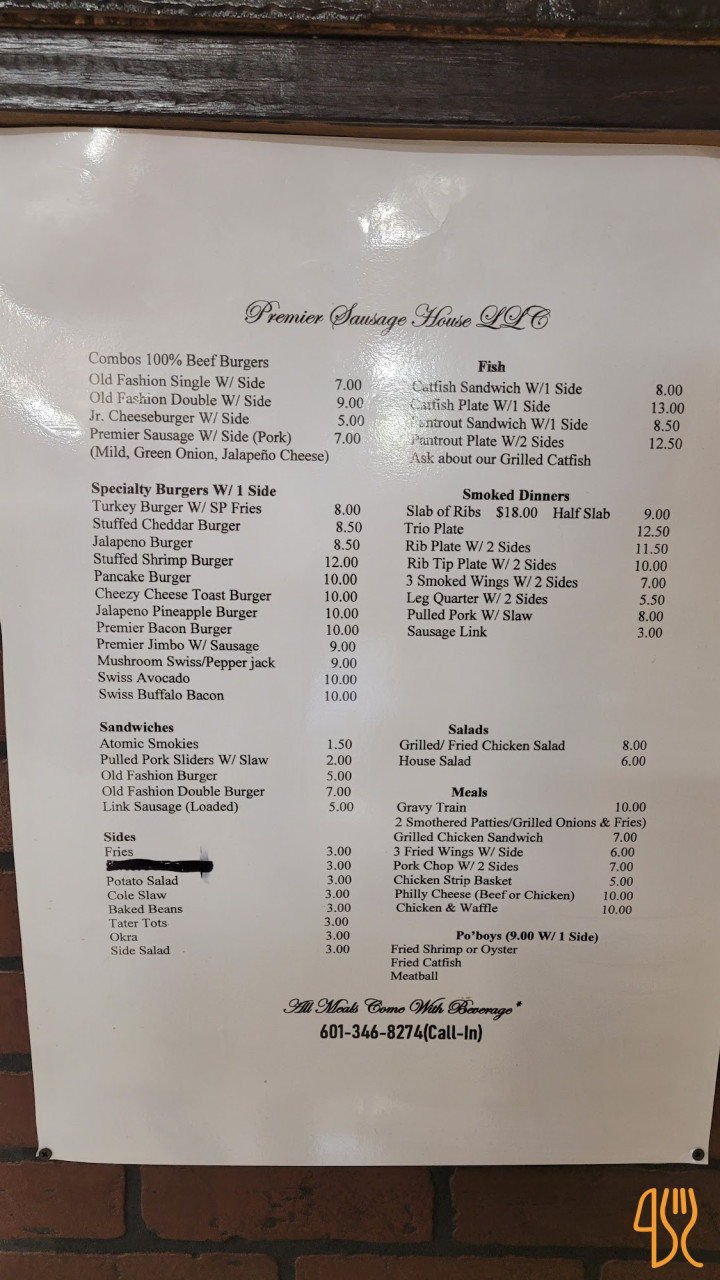 Premier Sausage House LLC
Combos 100% Beef Burgers
Old Fashion Single W/ Side 7.00
Old Fashion Double W/ Side 9.00
Jr. Cheeseburger W/ Side 5.00
Premier Sausage W/ Side (Pork) 7.00
(Mild, Green Onion, Jalapeño Cheese)
Specialty Burgers W/ 1 Side
Turkey Burger W/ SP Fries 8.00
Stuffed Cheddar Burger 8.50
Jalapeno Burger 8.50
Stuffed Shrimp Burger 12.00
Pancake Burger 10.00
Cheezy Cheese Toast Burger 10.00
Jalapeno Pineapple Burger 10.00
Premier Bacon Burger 10.00
Premier Jimbo W/ Sausage 9.00
Mushroom Swiss/Pepper jack 9.00
Swiss Avocado 10.00
Swiss Buffalo Bacon 10.00
Sandwiches
Atomic Smokies 1.50
Pulled Pork Sliders W/ Slaw 2.00
Old Fashion Burger 5.00
Old Fashion Double Burger 7.00
Link Sausage (Loaded) 5.00
Sides
Fries 3.00
3.00
Potato Salad 3.00
Cole Slaw 3.00
Baked Beans 3.00
Tater Tots 3.00
Okra 3.00
Side Salad 3.00
Fish
Catfish Sandwich W/1 Side 8.00
Catfish Plate W/1 Side 13.00
Pantrout Sandwich W/1 Side 8.50
Pantrout Plate W/2 Sides 12.50
Ask about our Grilled Catfish
Smoked Dinners
Slab of Ribs $18.00 Half Slab 9.00
Trio Plate 12.50
Rib Plate W/ 2 Sides 11.50
Rib Tip Plate W/ 2 Sides 10.00
3 Smoked Wings W/ 2 Sides 7.00
Leg Quarter W/ 2 Sides 5.50
Pulled Pork W/ Slaw 8.00
Sausage Link 3.00
Salads
Grilled/ Fried Chicken Salad 8.00
House Salad 6.00
Meals
Gravy Train 10.00
2 Smothered Patties/Grilled Onions & Fries)
Grilled Chicken Sandwich 7.00
3 Fried Wings W/ Side 6.00
Pork Chop W/ 2 Sides 7.00
Chicken Strip Basket 5.00
Philly Cheese (Beef or Chicken) 10.00
Chicken & Waffle 10.00
Po'boys (9.00 W/ 1 Side)
Fried Shrimp or Oyster
Fried Catfish
Meatball
All Meals Come With Beverage*
601-346-8274(Call-In)